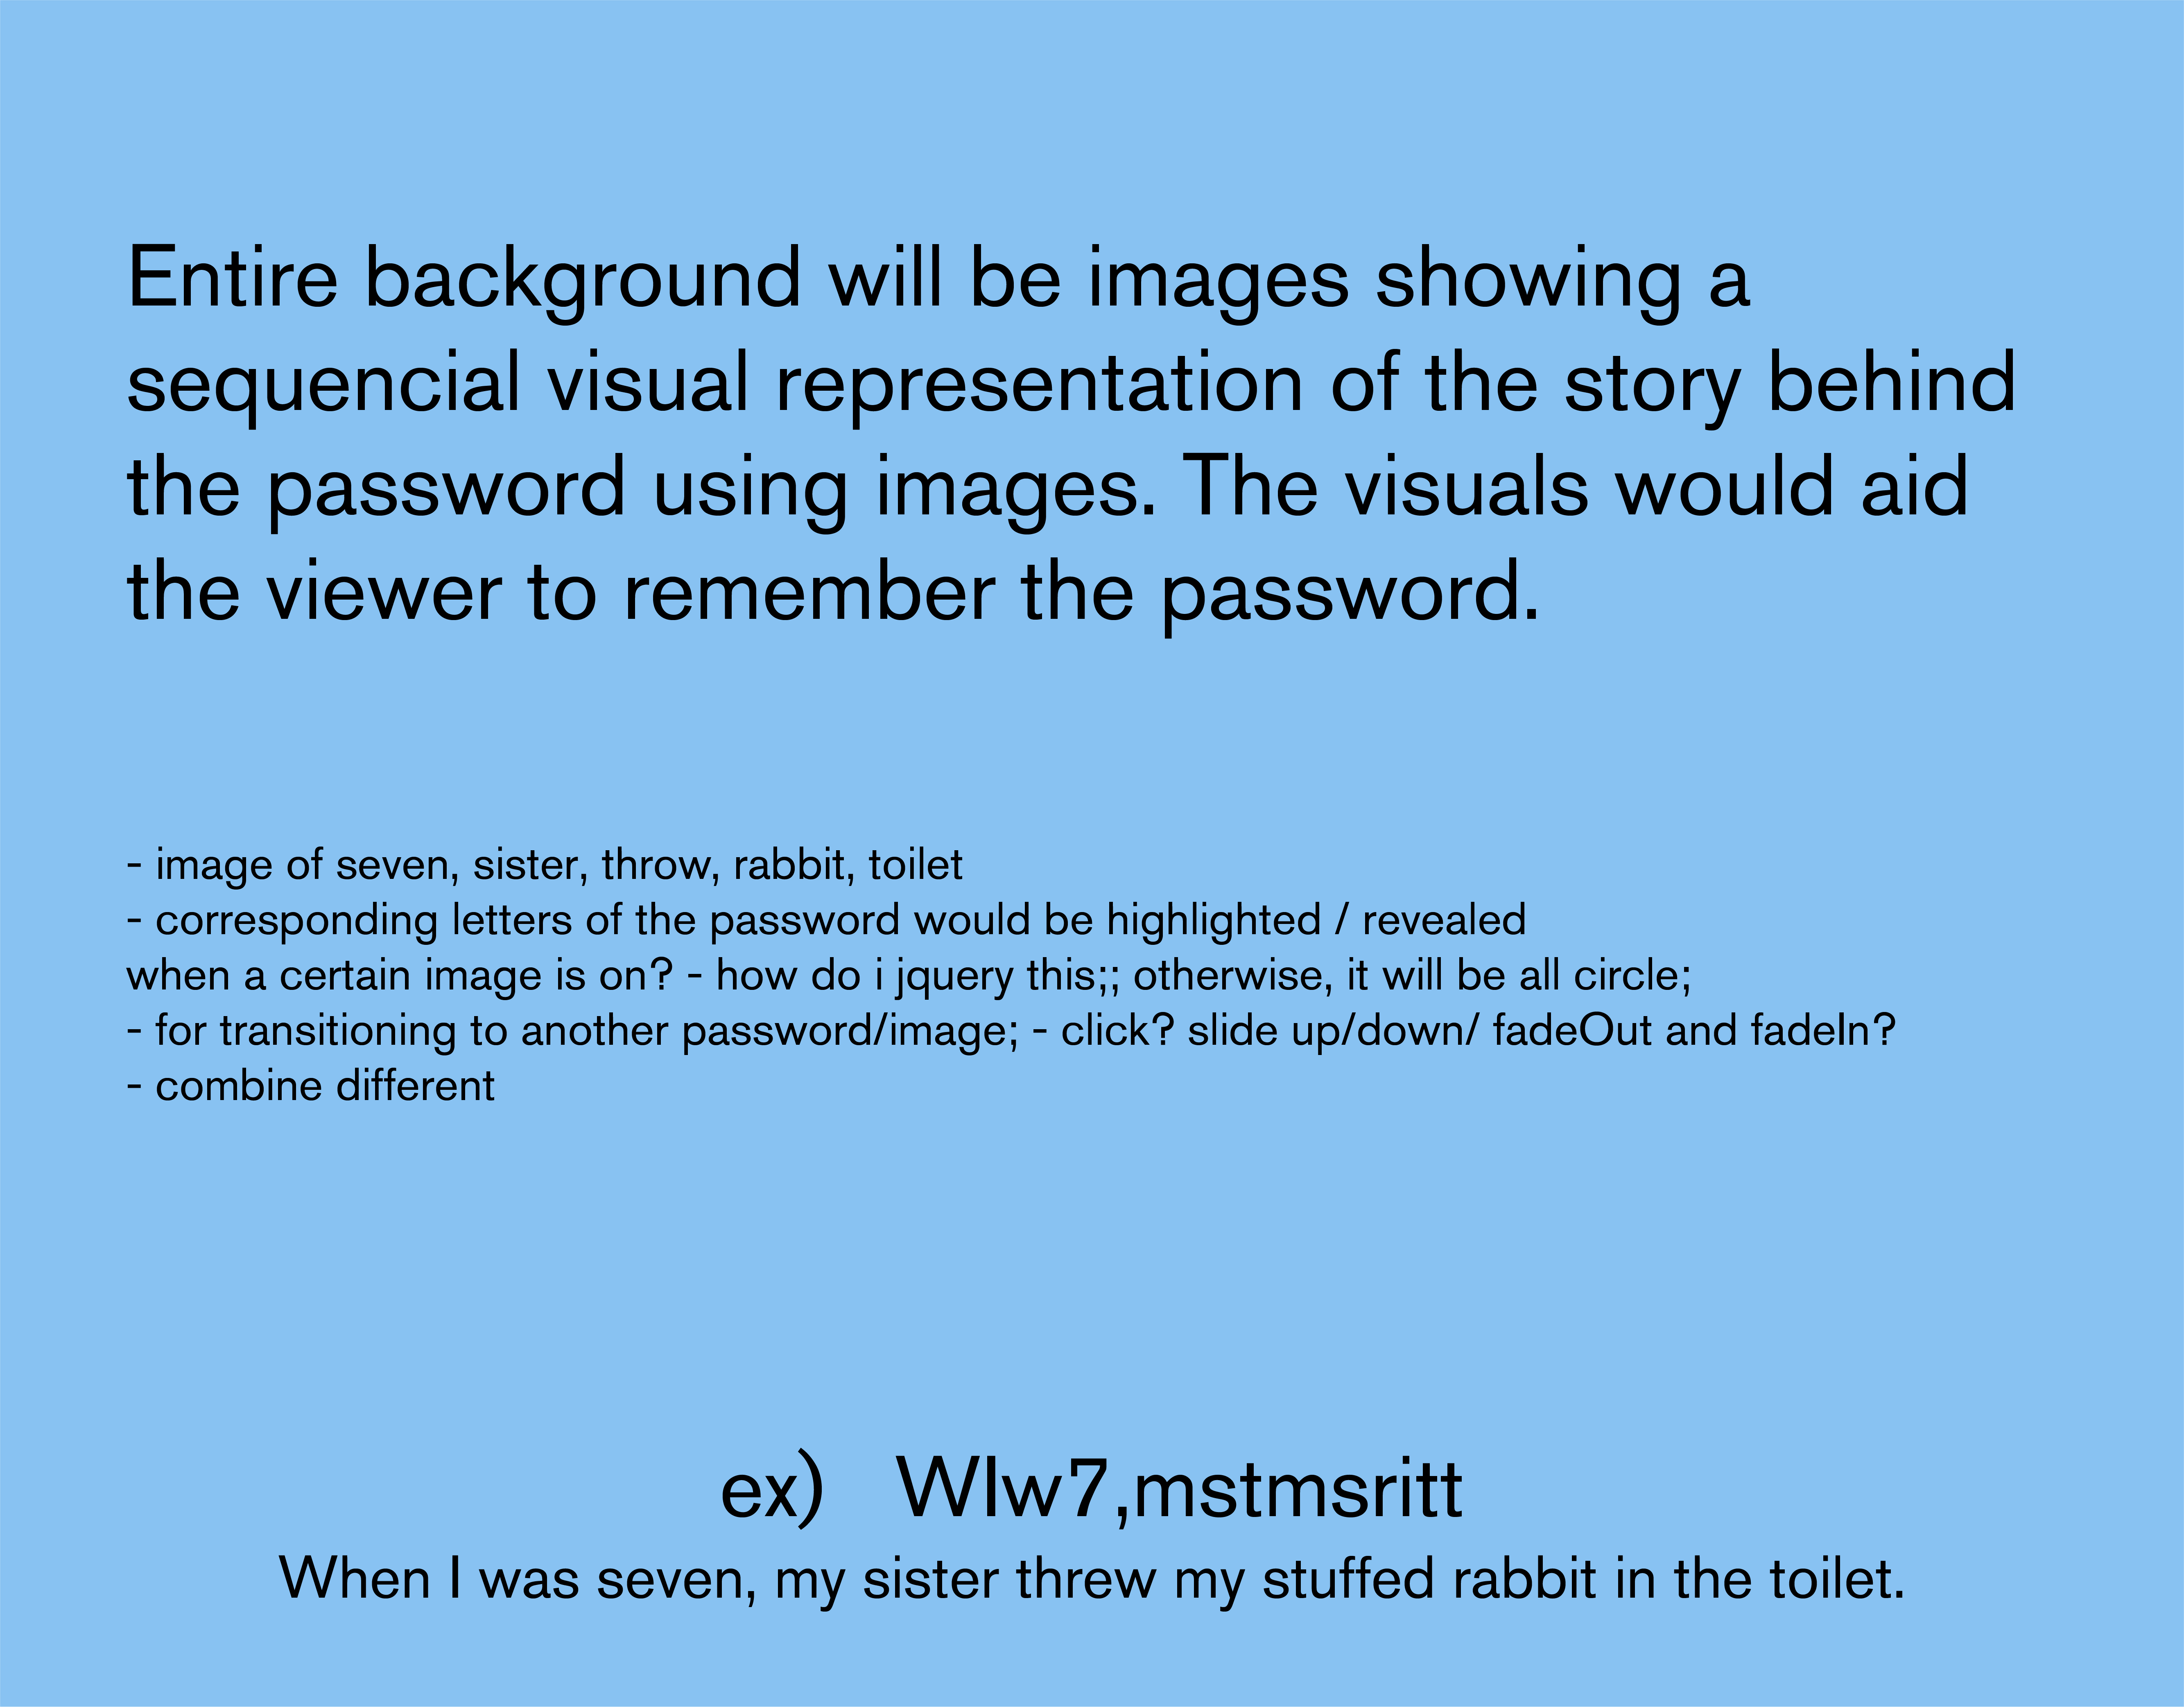 Entire background will be images showing a
sequencial visual representation of the story behind
the password using images. The visuals would aid
the viewer to remember the password.
- image of seven, sister, throw, rabbit, toilet
- corresponding letters of the password would be highlighted / revealed
when a certain image is on? - how do i jquery this;; otherwise, it will be all circle;
- for transitioning to another password/image; - click? slide up/down/ fadeOut and fadeIn?
- combine different
ex) WIw7,mstmsritt
When I was seven, my sister threw my stuffed rabbit in the toilet.